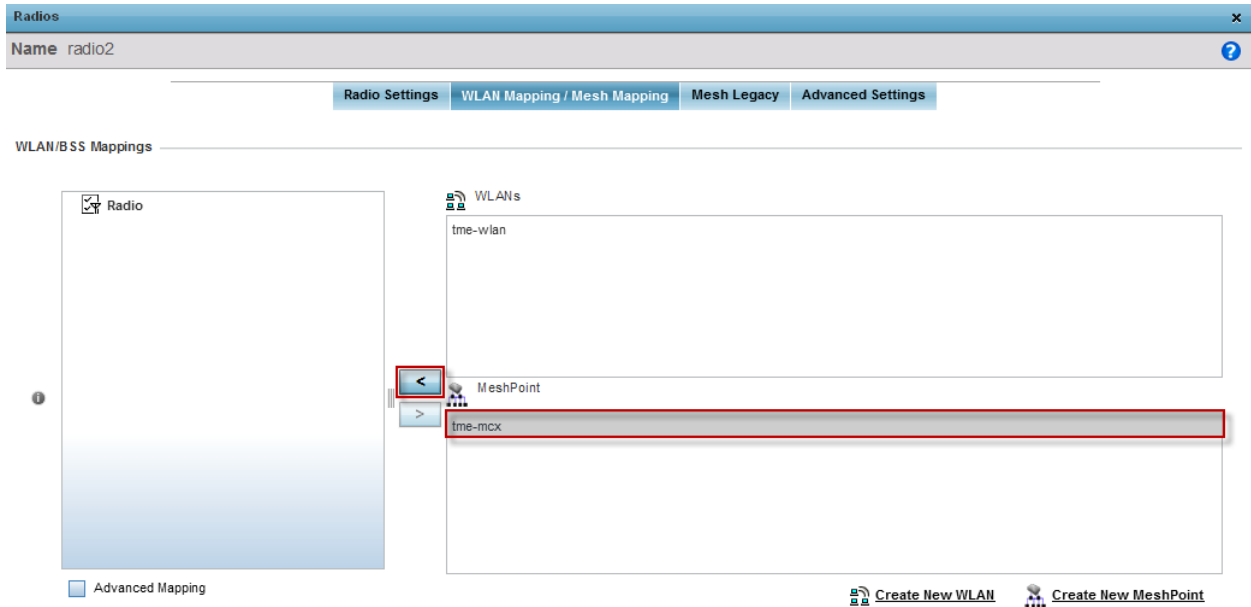 Radios
Name radio2
Radio Settings WLAN Mapping / Mesh Mapping Mesh Legacy Advanced Settings
WLAN/BSS Mappings
Radio
WLANs
tme-wlan
<
MeshPoint
>
tme-mcx
Advanced Mapping
Create New WLAN Create New MeshPoint